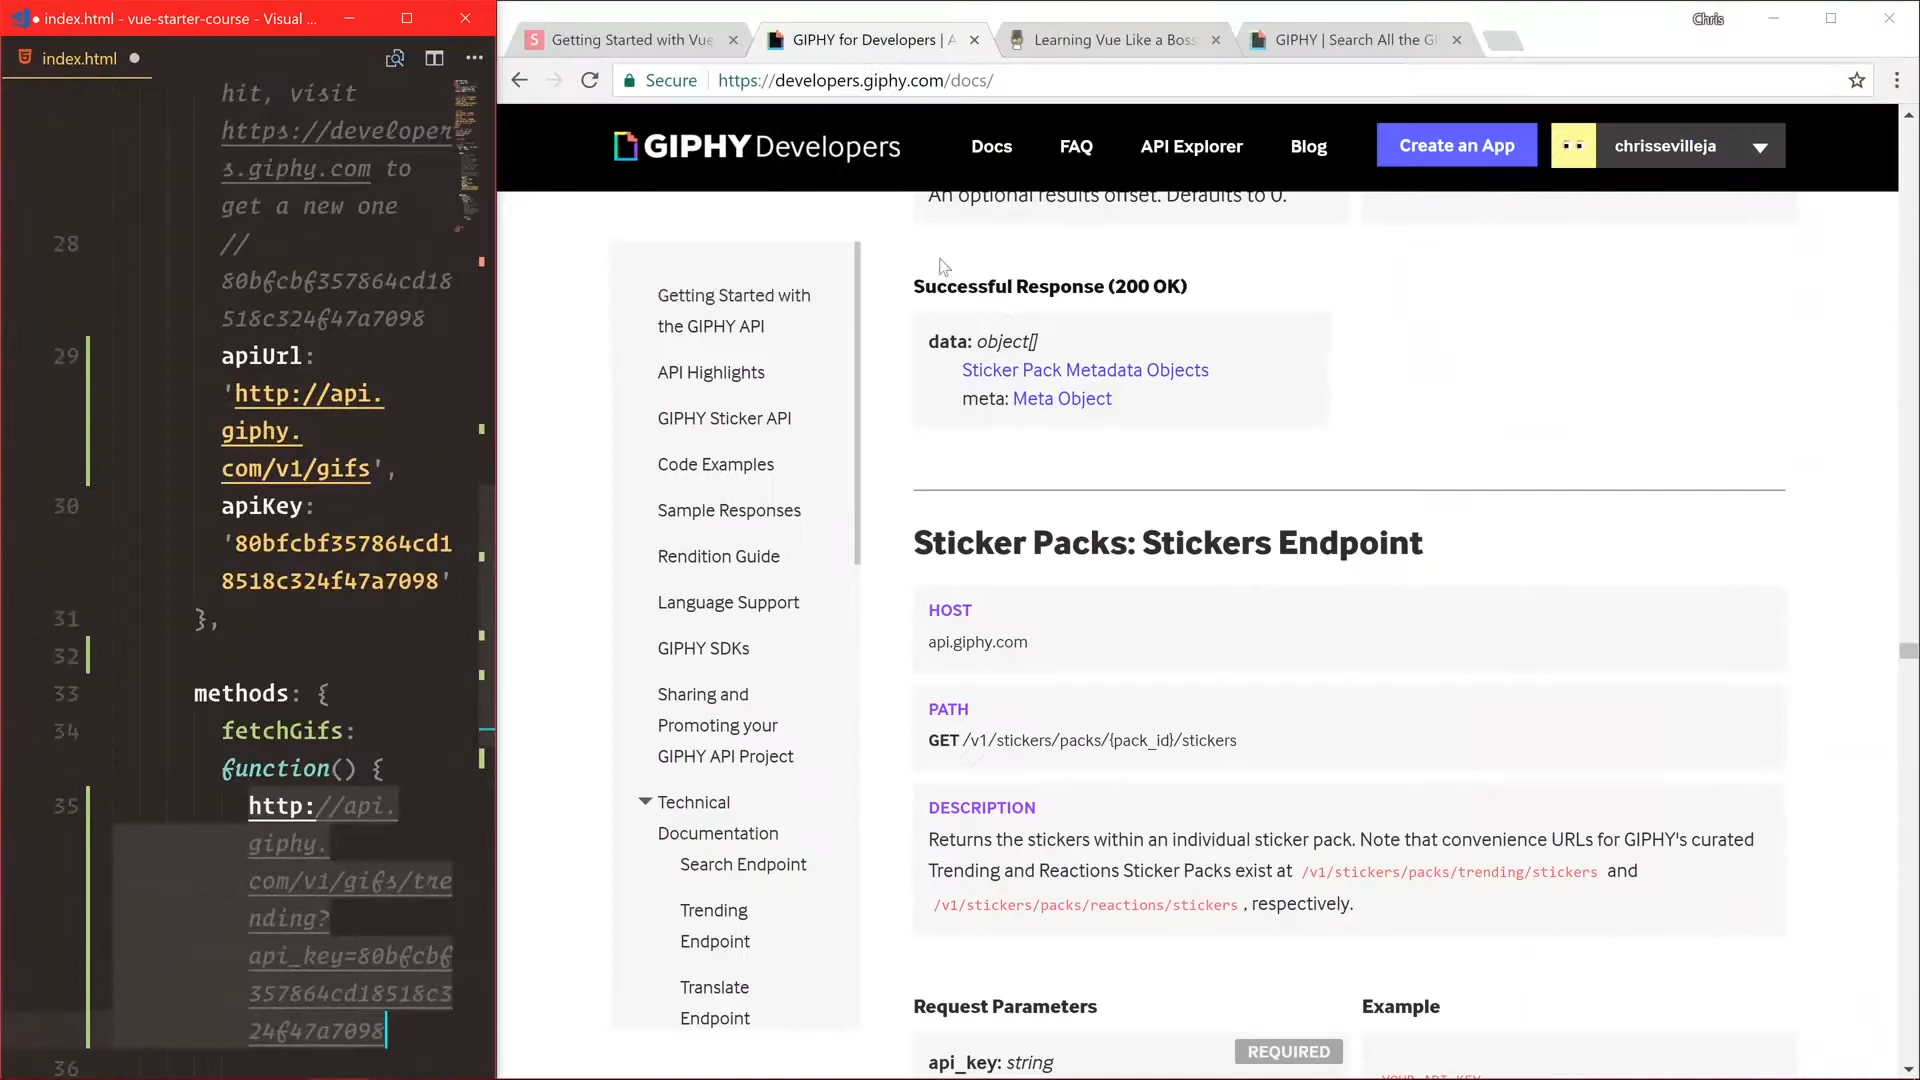 index.html - vue-starter-course - Visual ...
index.html
hit, visit
https://developer
s.giphy.com to
get a new one
28 //
80bfcbf357864cd18
518c324f47a7098
29 apiUrl:
'http://api.
giphy.
com/v1/gifs',
30 apiKey:
'80bfcbf357864cd1
8518c324f47a7098'
31 },
32
33 methods: {
34 fetchGifs:
function() {
35 http://api.
giphy.
com/v1/gifs/tre
nding?
api_key=80bfcbf
357864cd18518c3
24f47a7098
36
Chris
Getting Started with Vue
GIPHY for Developers | A
Learning Vue Like a Boss
GIPHY | Search All the GI
Secure https://developers.giphy.com/docs/
GIPHY Developers Docs FAQ API Explorer Blog Create an App chrissevilleja
An optional results offset. Defaults to 0.
Getting Started with
the GIPHY API
API Highlights
GIPHY Sticker API
Code Examples
Sample Responses
Rendition Guide
Language Support
GIPHY SDKs
Sharing and
Promoting your
GIPHY API Project
Technical
Documentation
Search Endpoint
Trending
Endpoint
Translate
Endpoint
Successful Response (200 OK)
data: object[]
Sticker Pack Metadata Objects
meta: Meta Object
Sticker Packs: Stickers Endpoint
HOST
api.giphy.com
PATH
GET /v1/stickers/packs/{pack_id}/stickers
DESCRIPTION
Returns the stickers within an individual sticker pack. Note that convenience URLs for GIPHY's curated
Trending and Reactions Sticker Packs exist at /v1/stickers/packs/trending/stickers and
/v1/stickers/packs/reactions/stickers , respectively.
Request Parameters
Example
api_key: string REQUIRED